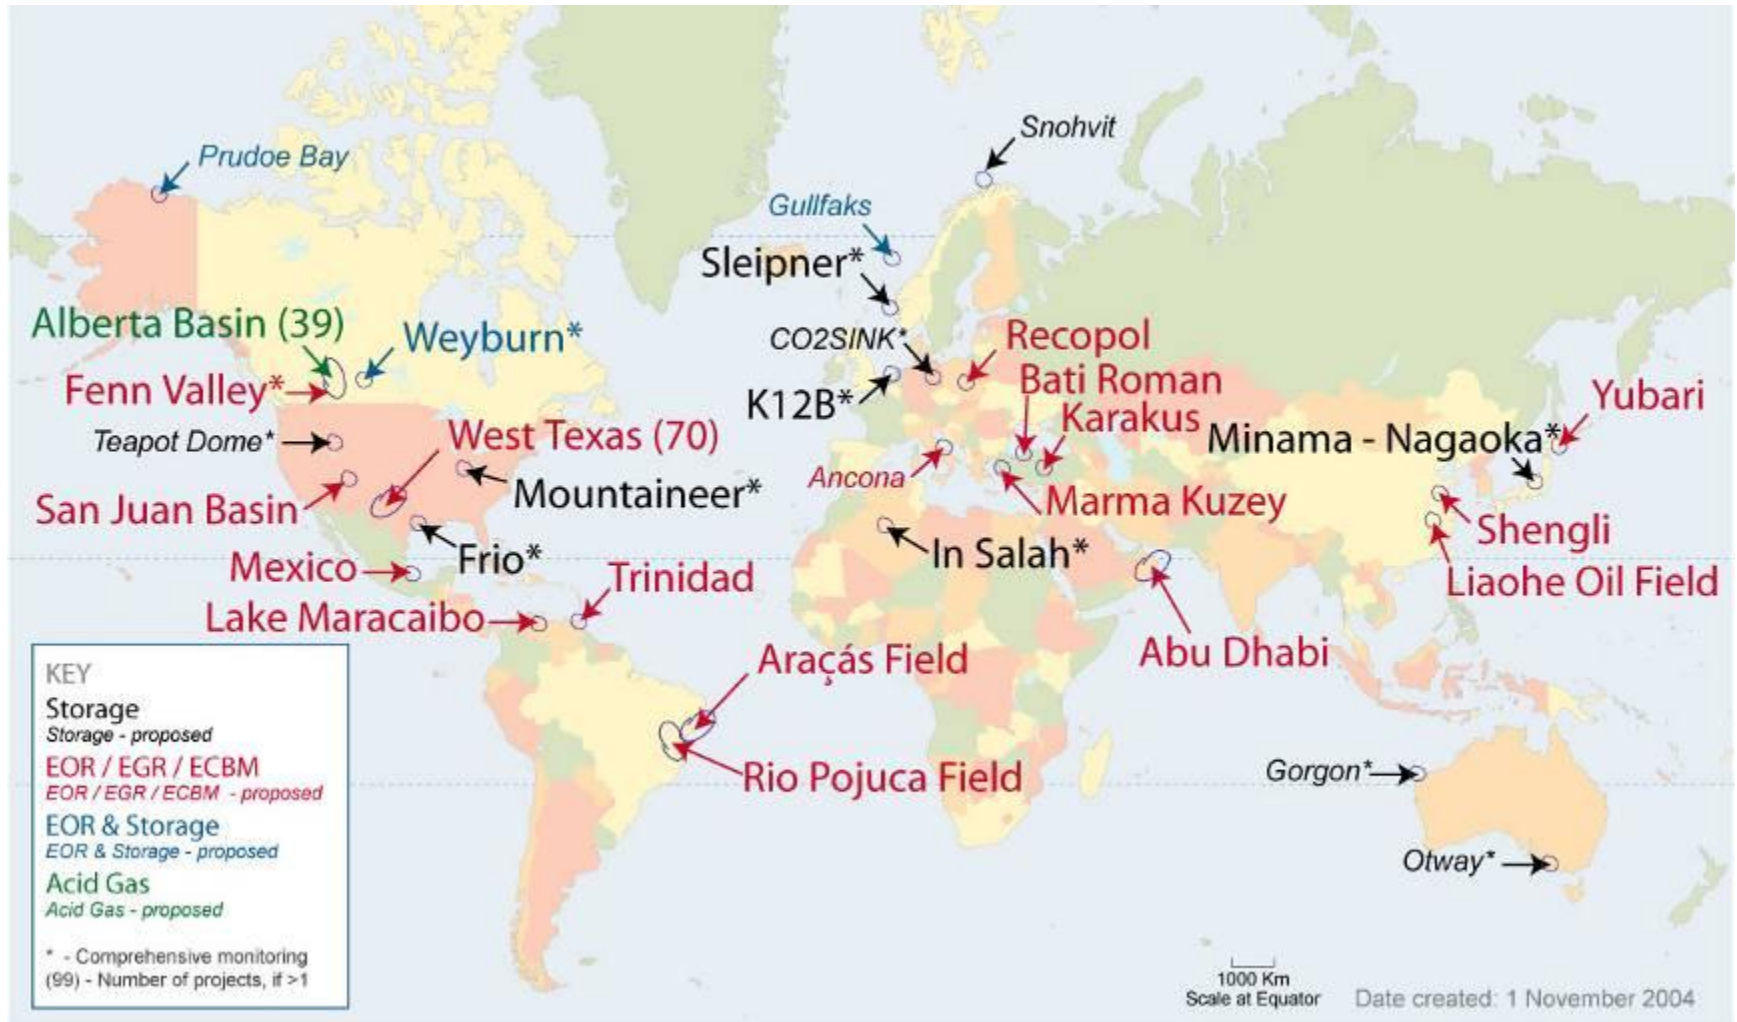 Snohvit
Prudoe Bay
Gullfaks
Sleipner*
Alberta Basin (39)
Weyburn*
CO2SINK*
Recopol
Fenn Valley*
K12B*
Bati Roman
Yubari
Karakus
Teapot Dome*
West Texas (70)
Minama - Nagaoka*
Ancona
San Juan Basin
Mountaineer*
Marma Kuzey
Shengli
Frio*
In Salah*
Mexico
Trinidad
Liaohe Oil Field
Lake Maracaibo
Araçás Field
Abu Dhabi
Rio Pojuca Field
Gorgon*
Otway*
KEY
Storage
Storage - proposed
EOR / EGR / ECBM
EOR / EGR / ECBM - proposed
EOR & Storage
EOR & Storage - proposed
Acid Gas
Acid Gas - proposed
* - Comprehensive monitoring
(99) - Number of projects, if >1
1000 Km
Scale at Equator
Date created: 1 November 2004